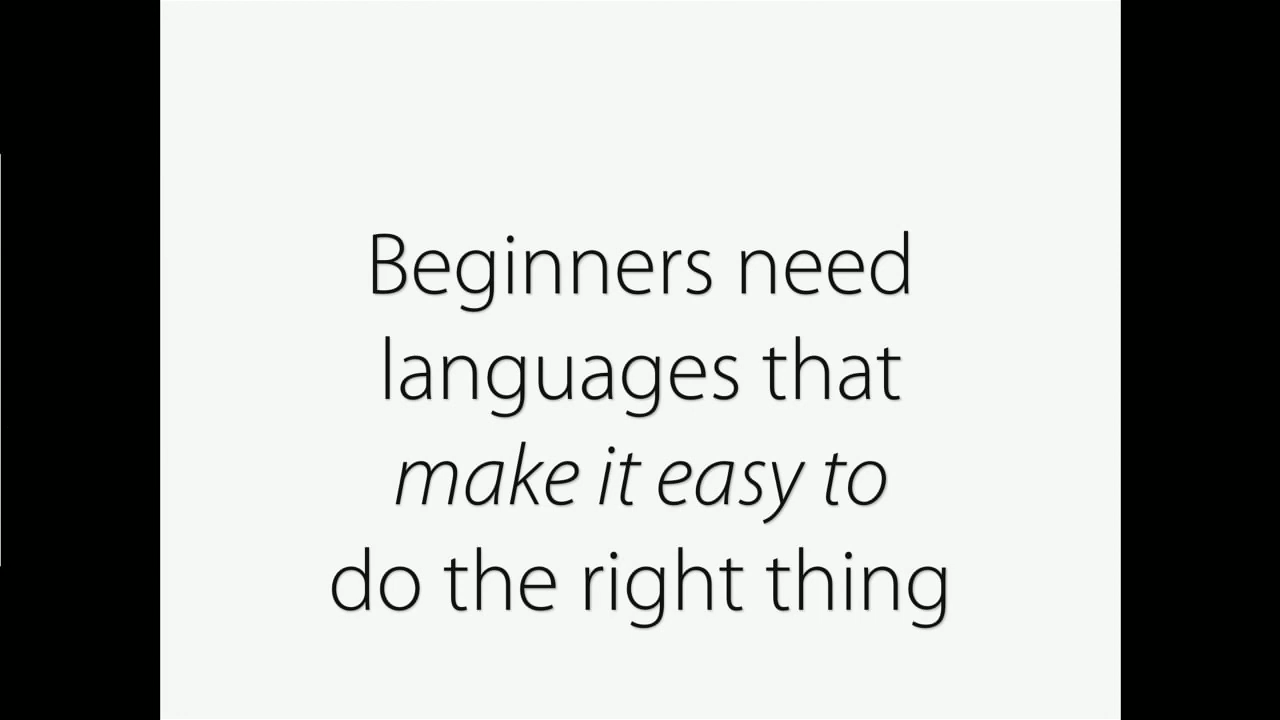 Beginners need
languages that
make it easy to
do the right thing